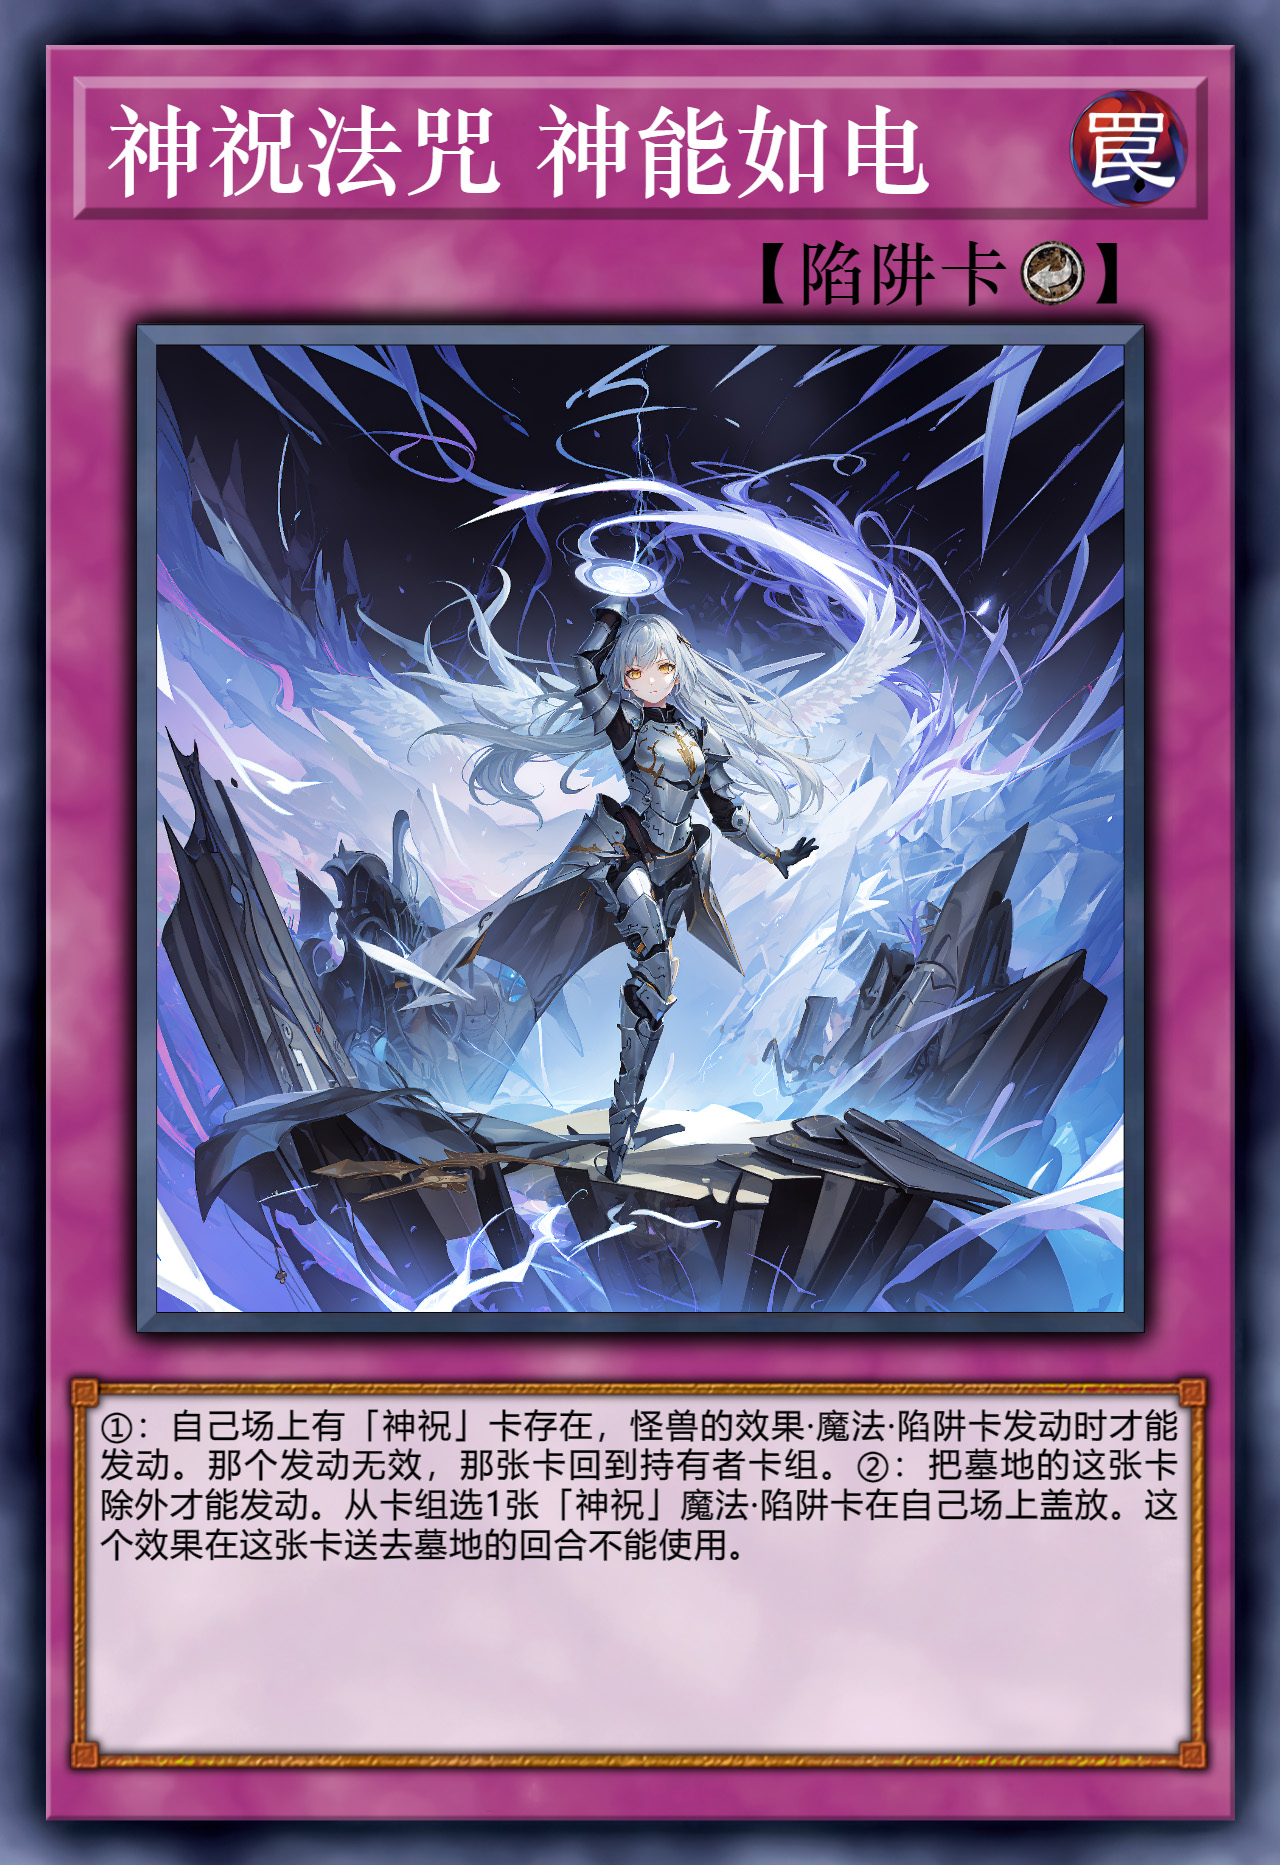 神祝法咒 神能如电
罠
【陷阱卡】
①：自己场上有「神祝」卡存在，怪兽的效果·魔法·陷阱卡发动时才能
发动。那个发动无效，那张卡回到持有者卡组。②：把墓地的这张卡
除外才能发动。从卡组选1张「神祝」魔法·陷阱卡在自己场上盖放。这
个效果在这张卡送去墓地的回合不能使用。